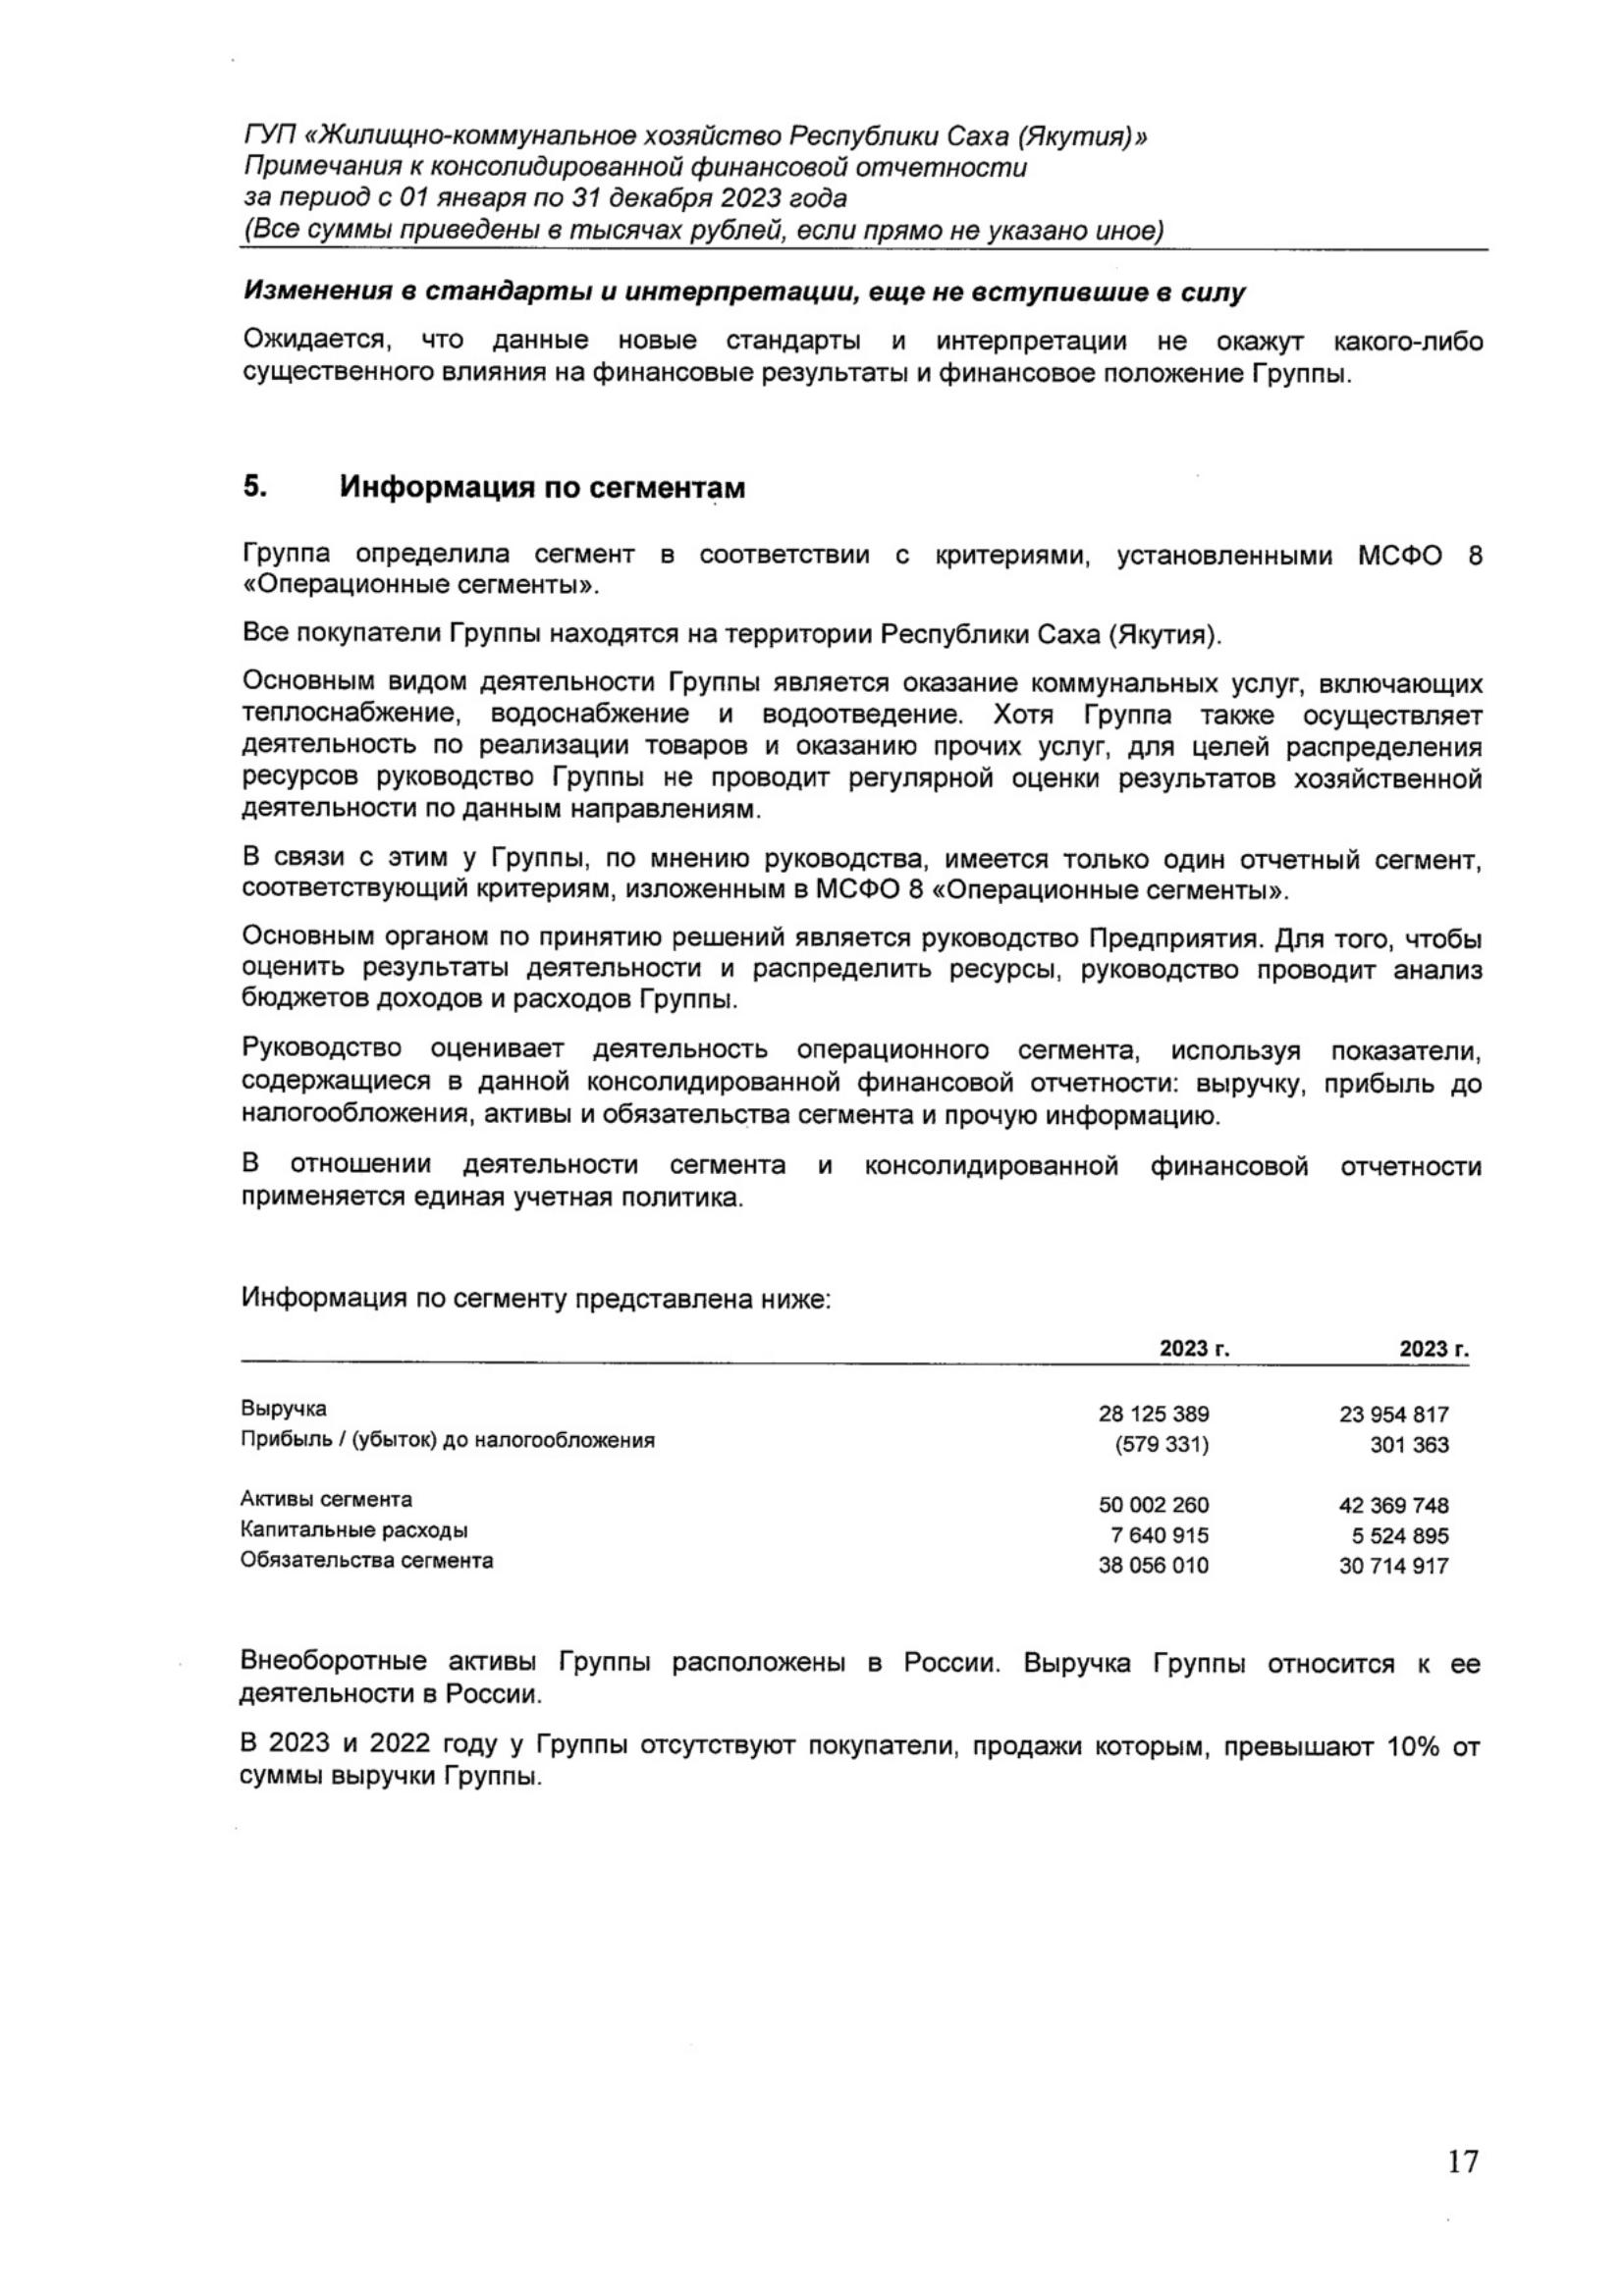 ГУП «Жилищно-коммунальное хозяйство Республики Саха (Якутия)»
Примечания к консолидированной финансовой отчетности
за период с 01 января по 31 декабря 2023 года
(Все суммы приведены в тысячах рублей, если прямо не указано иное)
Изменения в стандарты и интерпретации, еще не вступившие в силу
Ожидается, что данные новые стандарты и интерпретации не окажут какого-либо
существенного влияния на финансовые результаты и финансовое положение Группы.
5. Информация по сегментам
Группа определила сегмент в соответствии с критериями, установленными МСФО 8
«Операционные сегменты».
Все покупатели Группы находятся на территории Республики Саха (Якутия).
Основным видом деятельности Группы является оказание коммунальных услуг, включающих
теплоснабжение, водоснабжение и водоотведение. Хотя Группа также осуществляет
деятельность по реализации товаров и оказанию прочих услуг, для целей распределения
ресурсов руководство Группы не проводит регулярной оценки результатов хозяйственной
деятельности по данным направлениям.
В связи с этим у Группы, по мнению руководства, имеется только один отчетный сегмент,
соответствующий критериям, изложенным в МСФО 8 «Операционные сегменты».
Основным органом по принятию решений является руководство Предприятия. Для того, чтобы
оценить результаты деятельности и распределить ресурсы, руководство проводит анализ
бюджетов доходов и расходов Группы.
Руководство оценивает деятельность операционного сегмента, используя показатели,
содержащиеся в данной консолидированной финансовой отчетности: выручку, прибыль до
налогообложения, активы и обязательства сегмента и прочую информацию.
В отношении деятельности сегмента и консолидированной финансовой отчетности
применяется единая учетная политика.
Информация по сегменту представлена ниже:
2023 г. 2023 г.
Выручка 28 125 389 23 954 817
Прибыль / (убыток) до налогообложения (579 331) 301 363
Активы сегмента 50 002 260 42 369 748
Капитальные расходы 7 640 915 5 524 895
Обязательства сегмента 38 056 010 30 714 917
Внеоборотные активы Группы расположены в России. Выручка Группы относится к ее
деятельности в России.
В 2023 и 2022 году у Группы отсутствуют покупатели, продажи которым, превышают 10% от
суммы выручки Группы.
17